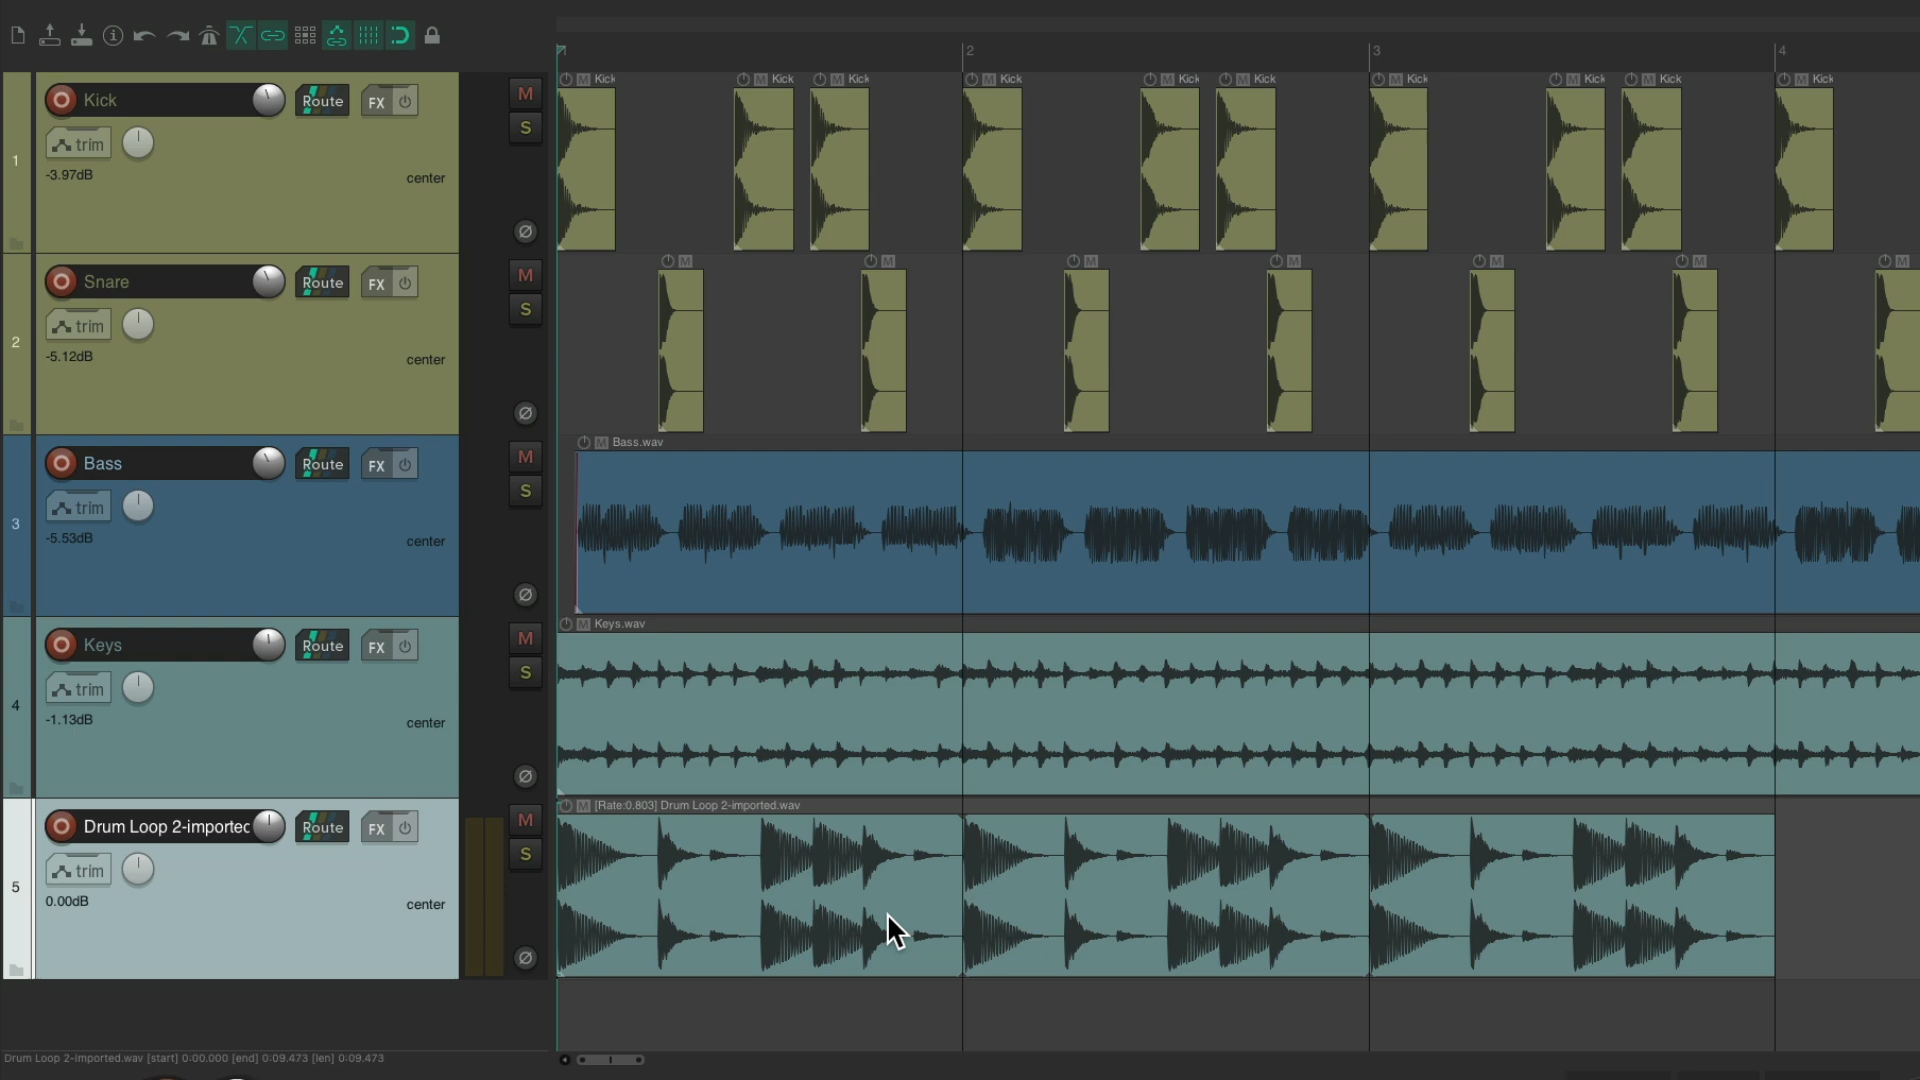 1 2 3 4
Kick Route FX M
trim S
-3.97dB center
1
Kick Kick Kick Kick Kick Kick Kick Kick Kick Kick
M M M M M M M M M M
Snare Route FX M
trim S
-5.12dB center
2
M M M M M M M
Bass Route FX M
trim S
-5.53dB center
3
M Bass.wav
Keys Route FX M
trim S
-1.13dB center
4
M Keys.wav
Drum Loop 2-importec Route FX M
trim S
0.00dB center
5
M [Rate:0.803] Drum Loop 2-imported.wav
Drum Loop 2-imported.wav [start] 0:00.000 [end] 0:09.473 [len] 0:09.473